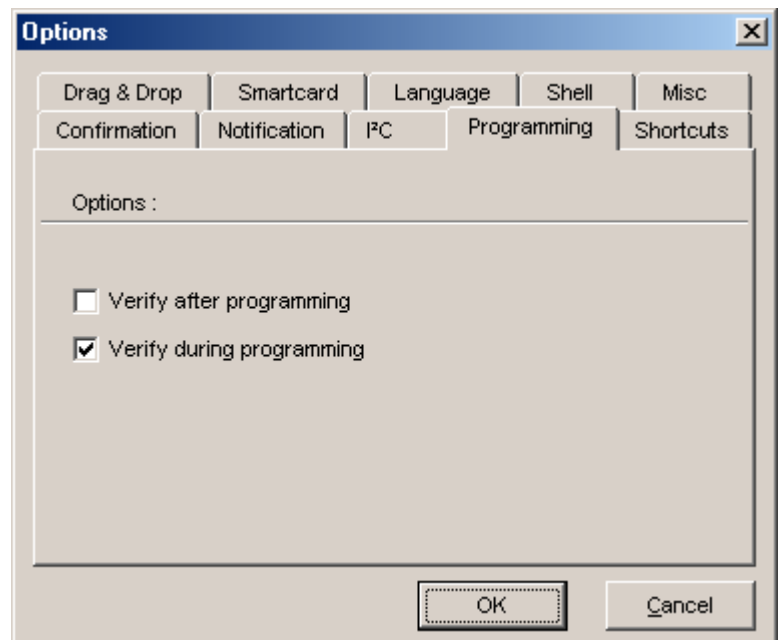 Options
Drag & Drop Smartcard Language Shell Misc
Confirmation Notification I²C Programming Shortcuts
Options :
Verify after programming
Verify during programming
OK Cancel